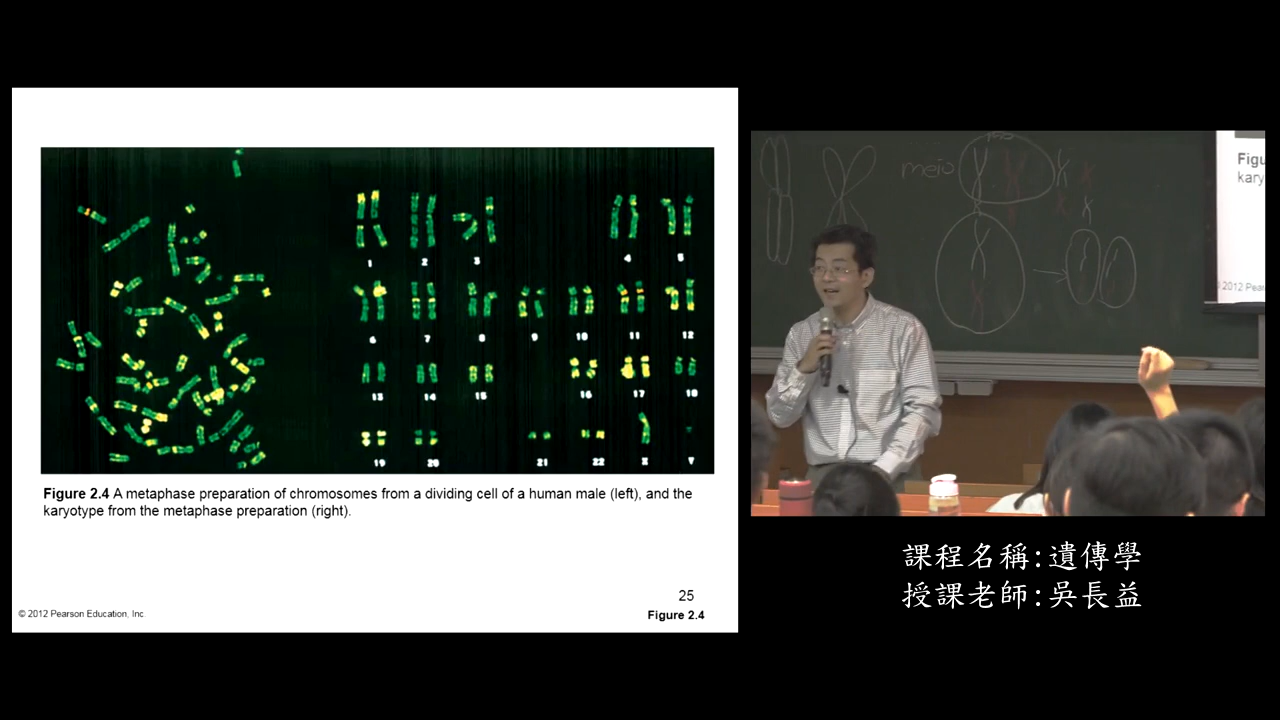 1
2
3
4
5
6
7
8
9
10
11
12
13
14
15
16
17
18
19
20
21
22
X
Y
Figure 2.4 A metaphase preparation of chromosomes from a dividing cell of a human male (left), and the
karyotype from the metaphase preparation (right).
25
© 2012 Pearson Education, Inc.
Figure 2.4
meio
Figu
kary
2012 Pear
課程名稱:遺傳學
授課老師:吳長益